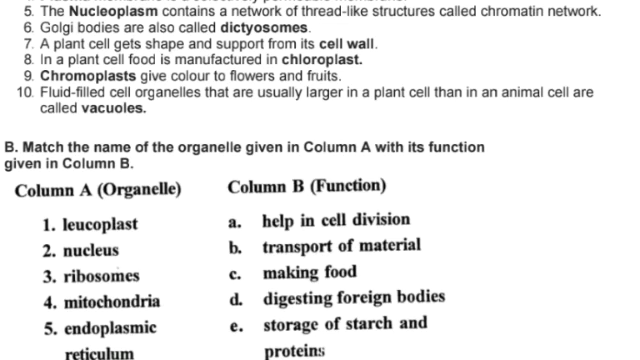 5. The Nucleoplasm contains a network of thread-like structures called chromatin network.
6. Golgi bodies are also called dictyosomes.
7. A plant cell gets shape and support from its cell wall.
8. In a plant cell food is manufactured in chloroplast.
9. Chromoplasts give colour to flowers and fruits.
10. Fluid-filled cell organelles that are usually larger in a plant cell than in an animal cell are
called vacuoles.
B. Match the name of the organelle given in Column A with its function
given in Column B.
Column A (Organelle) Column B (Function)
1. leucoplast a. help in cell division
2. nucleus b. transport of material
3. ribosomes c. making food
4. mitochondria d. digesting foreign bodies
5. endoplasmic e. storage of starch and
reticulum proteins